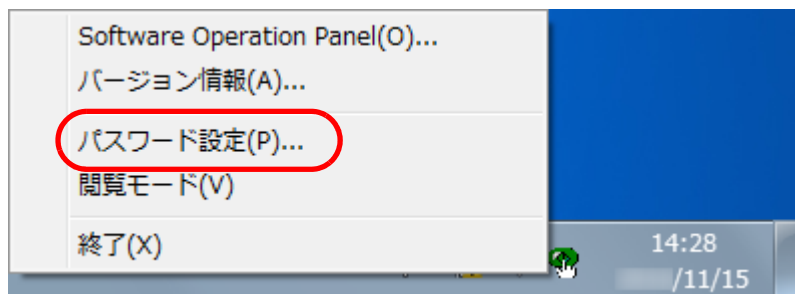 Software Operation Panel(O)...
バージョン情報(A)...
パスワード設定(P)...
閲覧モード(V)
終了(X)
14:28
/11/15